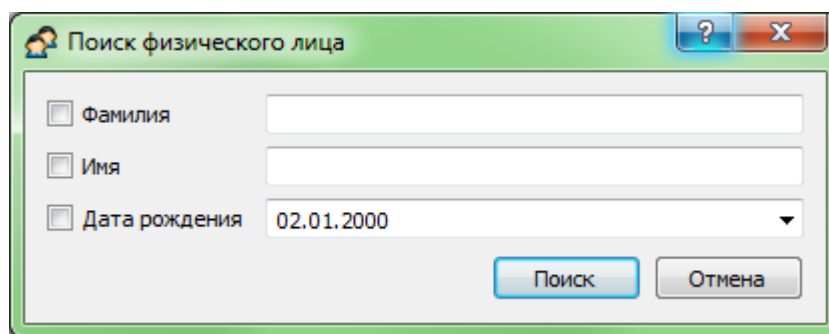 Поиск физического лица ?
Фамилия
Имя
Дата рождения 02.01.2000
Поиск Отмена